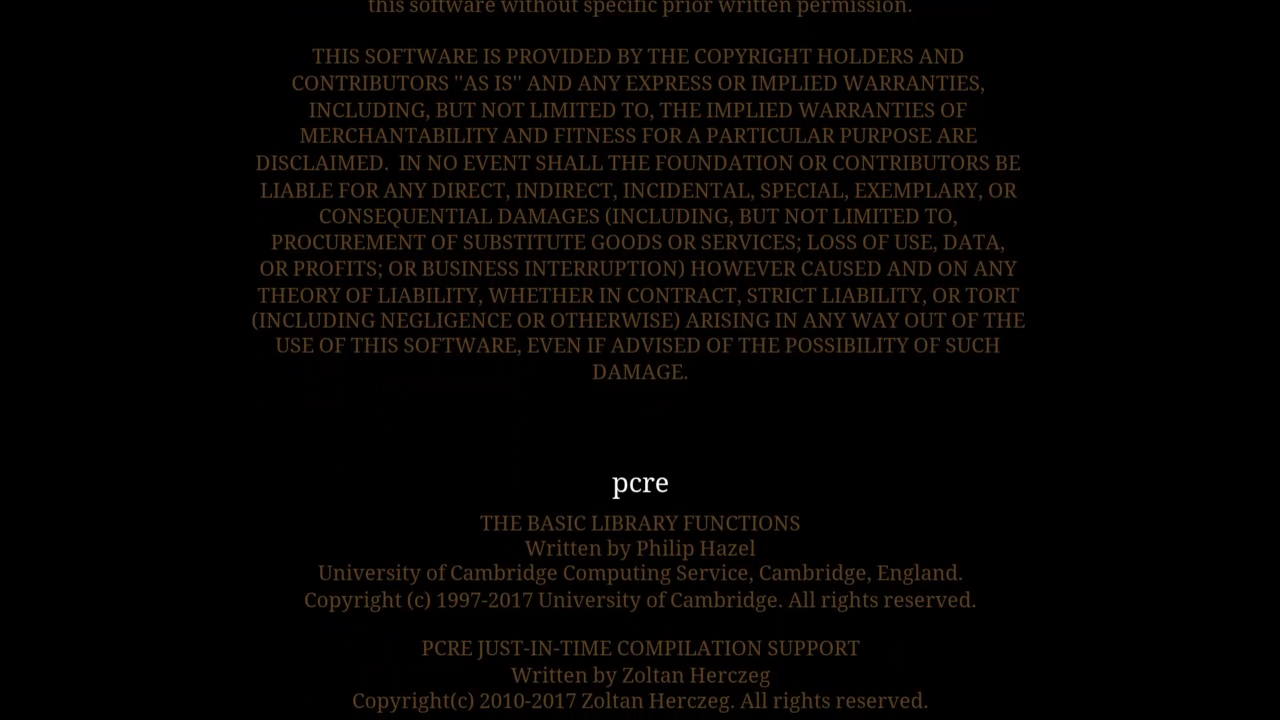 this software without specific prior written permission.
THIS SOFTWARE IS PROVIDED BY THE COPYRIGHT HOLDERS AND
CONTRIBUTORS ''AS IS'' AND ANY EXPRESS OR IMPLIED WARRANTIES,
INCLUDING, BUT NOT LIMITED TO, THE IMPLIED WARRANTIES OF
MERCHANTABILITY AND FITNESS FOR A PARTICULAR PURPOSE ARE
DISCLAIMED.  IN NO EVENT SHALL THE FOUNDATION OR CONTRIBUTORS BE
LIABLE FOR ANY DIRECT, INDIRECT, INCIDENTAL, SPECIAL, EXEMPLARY, OR
CONSEQUENTIAL DAMAGES (INCLUDING, BUT NOT LIMITED TO,
PROCUREMENT OF SUBSTITUTE GOODS OR SERVICES; LOSS OF USE, DATA,
OR PROFITS; OR BUSINESS INTERRUPTION) HOWEVER CAUSED AND ON ANY
THEORY OF LIABILITY, WHETHER IN CONTRACT, STRICT LIABILITY, OR TORT
(INCLUDING NEGLIGENCE OR OTHERWISE) ARISING IN ANY WAY OUT OF THE
USE OF THIS SOFTWARE, EVEN IF ADVISED OF THE POSSIBILITY OF SUCH
DAMAGE.
pcre
THE BASIC LIBRARY FUNCTIONS
Written by Philip Hazel
University of Cambridge Computing Service, Cambridge, England.
Copyright (c) 1997-2017 University of Cambridge. All rights reserved.
PCRE JUST-IN-TIME COMPILATION SUPPORT
Written by Zoltan Herczeg
Copyright(c) 2010-2017 Zoltan Herczeg. All rights reserved.